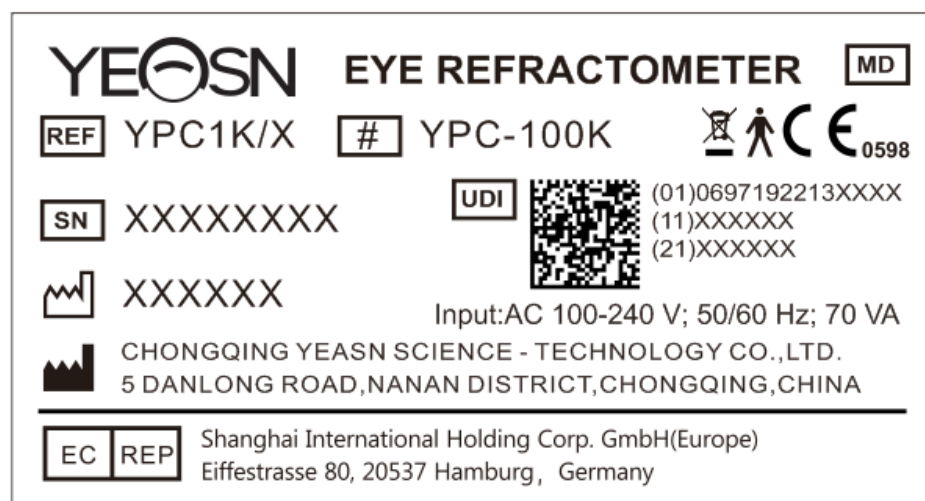 YEASN EYE REFRACTOMETER MD
REF YPC1K/X # YPC-100K CE 0598
SN XXXXXXXX
UDI (01)0697192213XXXX
(11)XXXXXX
(21)XXXXXX
XXXXXX
Input:AC 100-240 V; 50/60 Hz; 70 VA
CHONGQING YEASN SCIENCE - TECHNOLOGY CO.,LTD.
5 DANLONG ROAD,NANAN DISTRICT,CHONGQING,CHINA
EC REP Shanghai International Holding Corp. GmbH(Europe)
Eiffestrasse 80, 20537 Hamburg, Germany